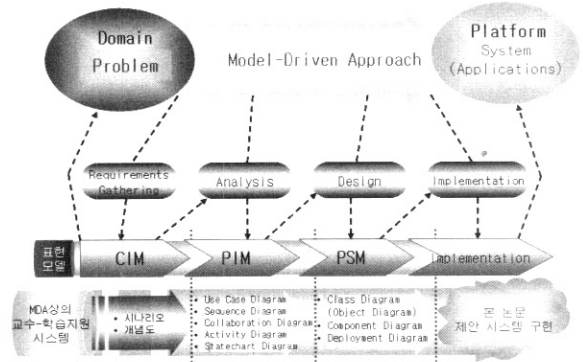 Domain
Problem
Model-Driven Approach
Platform
System
(Applications)
Requirements
Gathering
Analysis
Design
Implementation
표현
모델
CIM
PIM
PSM
Implementation
MDA상의
교수-학습지원
시스템
• 시나리오
• 개념도
• Use Case Diagram
• Sequence Diagram
• Collaboration Diagram
• Activity Diagram
• Statechart Diagram
• Class Diagram
(Object Diagram)
• Component Diagram
• Deployment Diagram
본 논문
제안 시스템 구현